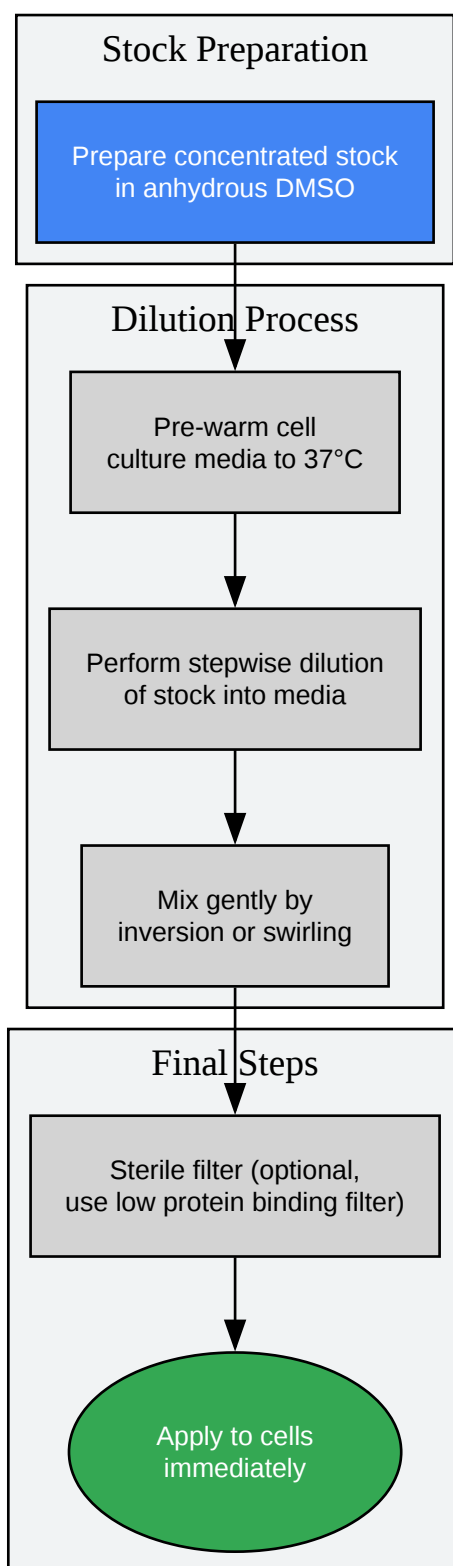 Stock Preparation
Prepare concentrated stock
in anhydrous DMSO
Dilution Process
Pre-warm cell
culture media to 37°C
Perform stepwise dilution
of stock into media
Mix gently by
inversion or swirling
Final Steps
Sterile filter (optional,
use low protein binding filter)
Apply to cells
immediately